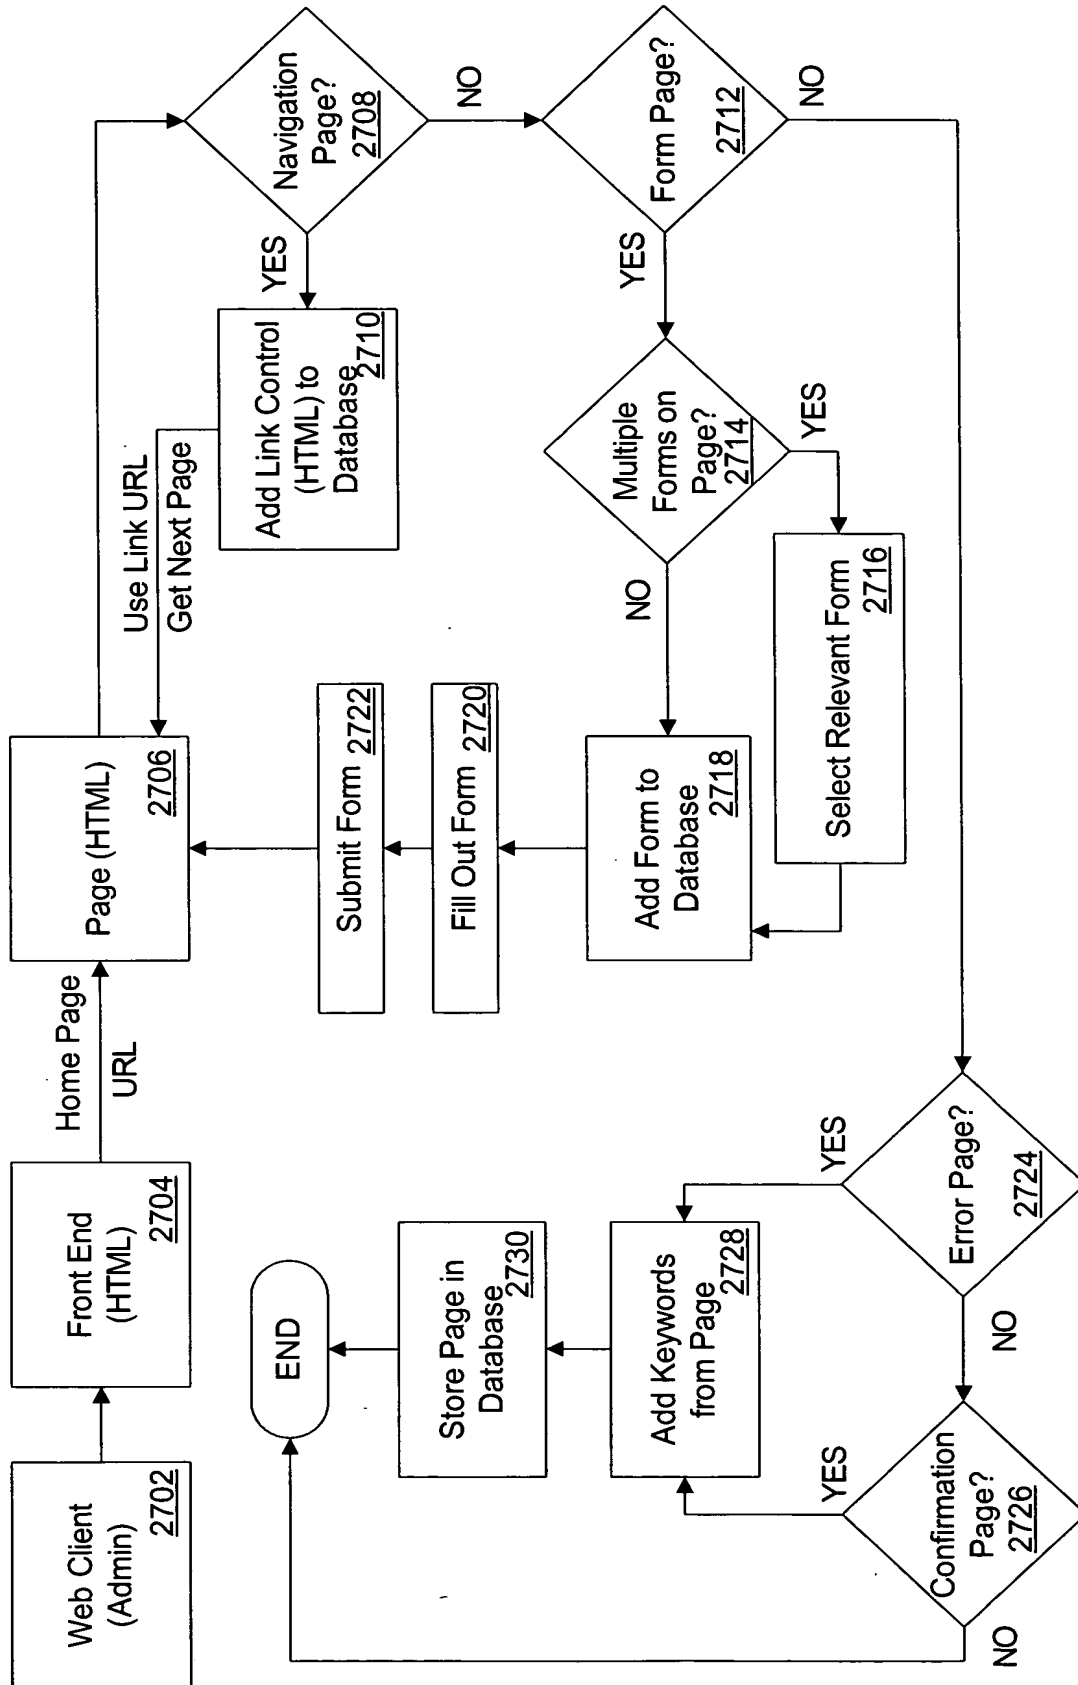 Web Client
(Admin)
2702
Front End
(HTML)
2704
Home Page
URL
Page (HTML)
2706
Navigation
Page?
2708
YES
NO
Add Link Control
(HTML) to
Database
2710
Use Link URL
Get Next Page
Form Page?
2712
YES
NO
Multiple
Forms on
Page?
2714
YES
NO
Select Relevant Form
2716
Add Form to
Database
2718
Fill Out Form 2720
Submit Form 2722
Error Page?
2724
YES
NO
Confirmation
Page?
2726
YES
NO
Add Keywords
from Page
2728
Store Page in
Database
2730
END